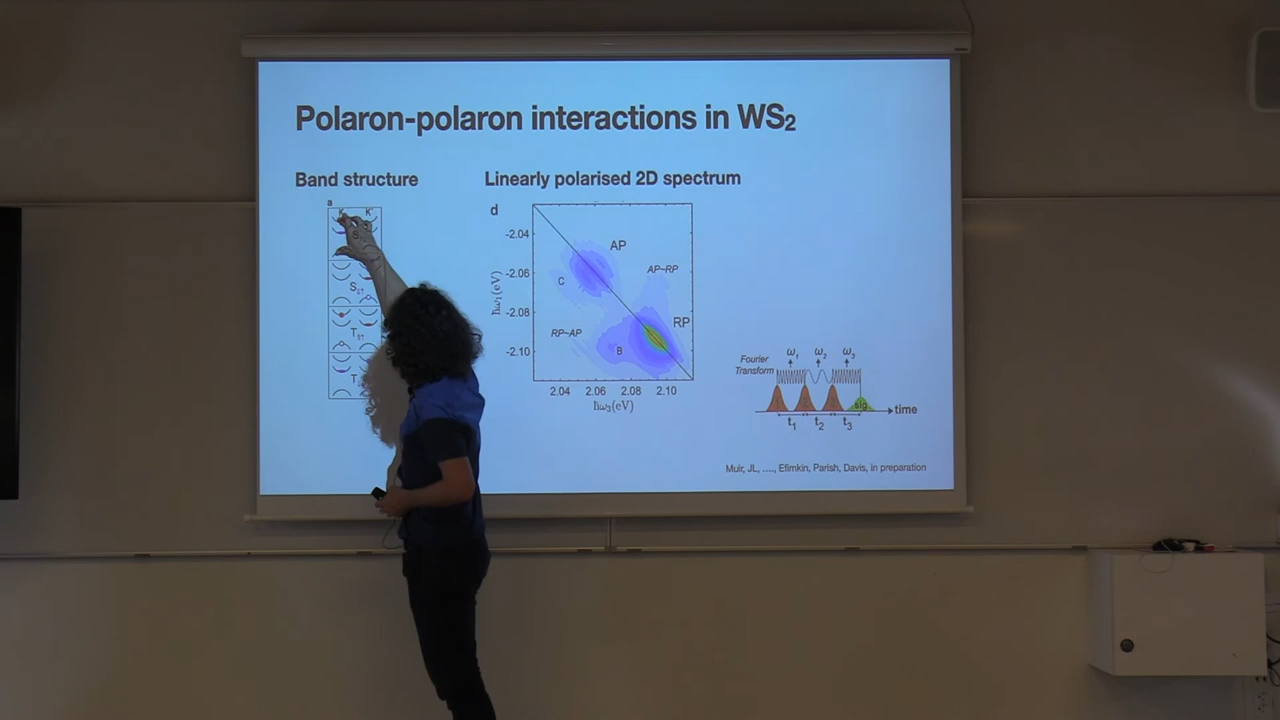 Polaron-polaron interactions in WS₂
Band structure
Linearly polarised 2D spectrum
a
K K'
S↑↑
S↓↑
T↓↑
d
ħω₁(eV)
-2.04
-2.06
-2.08
-2.10
AP
C
AP~RP
RP
RP~AP
B
2.04 2.06 2.08 2.10
ħω₃(eV)
Fourier
Transform
ω₁ ω₂ ω₃
sig
time
t₁ t₂ t₃
Muir, JL, ...., Efimkin, Parish, Davis, in preparation